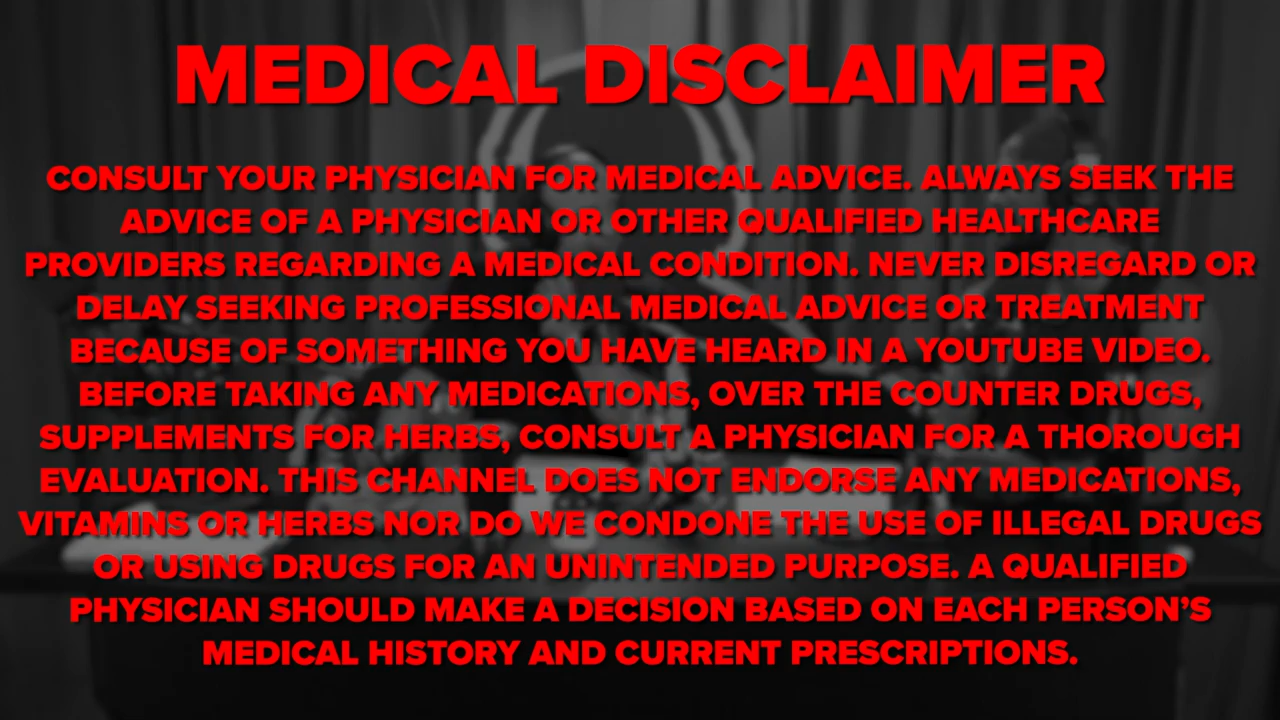 MEDICAL DISCLAIMER
CONSULT YOUR PHYSICIAN FOR MEDICAL ADVICE. ALWAYS SEEK THE
ADVICE OF A PHYSICIAN OR OTHER QUALIFIED HEALTHCARE
PROVIDERS REGARDING A MEDICAL CONDITION. NEVER DISREGARD OR
DELAY SEEKING PROFESSIONAL MEDICAL ADVICE OR TREATMENT
BECAUSE OF SOMETHING YOU HAVE HEARD IN A YOUTUBE VIDEO.
BEFORE TAKING ANY MEDICATIONS, OVER THE COUNTER DRUGS,
SUPPLEMENTS FOR HERBS, CONSULT A PHYSICIAN FOR A THOROUGH
EVALUATION. THIS CHANNEL DOES NOT ENDORSE ANY MEDICATIONS,
VITAMINS OR HERBS NOR DO WE CONDONE THE USE OF ILLEGAL DRUGS
OR USING DRUGS FOR AN UNINTENDED PURPOSE. A QUALIFIED
PHYSICIAN SHOULD MAKE A DECISION BASED ON EACH PERSON’S
MEDICAL HISTORY AND CURRENT PRESCRIPTIONS.